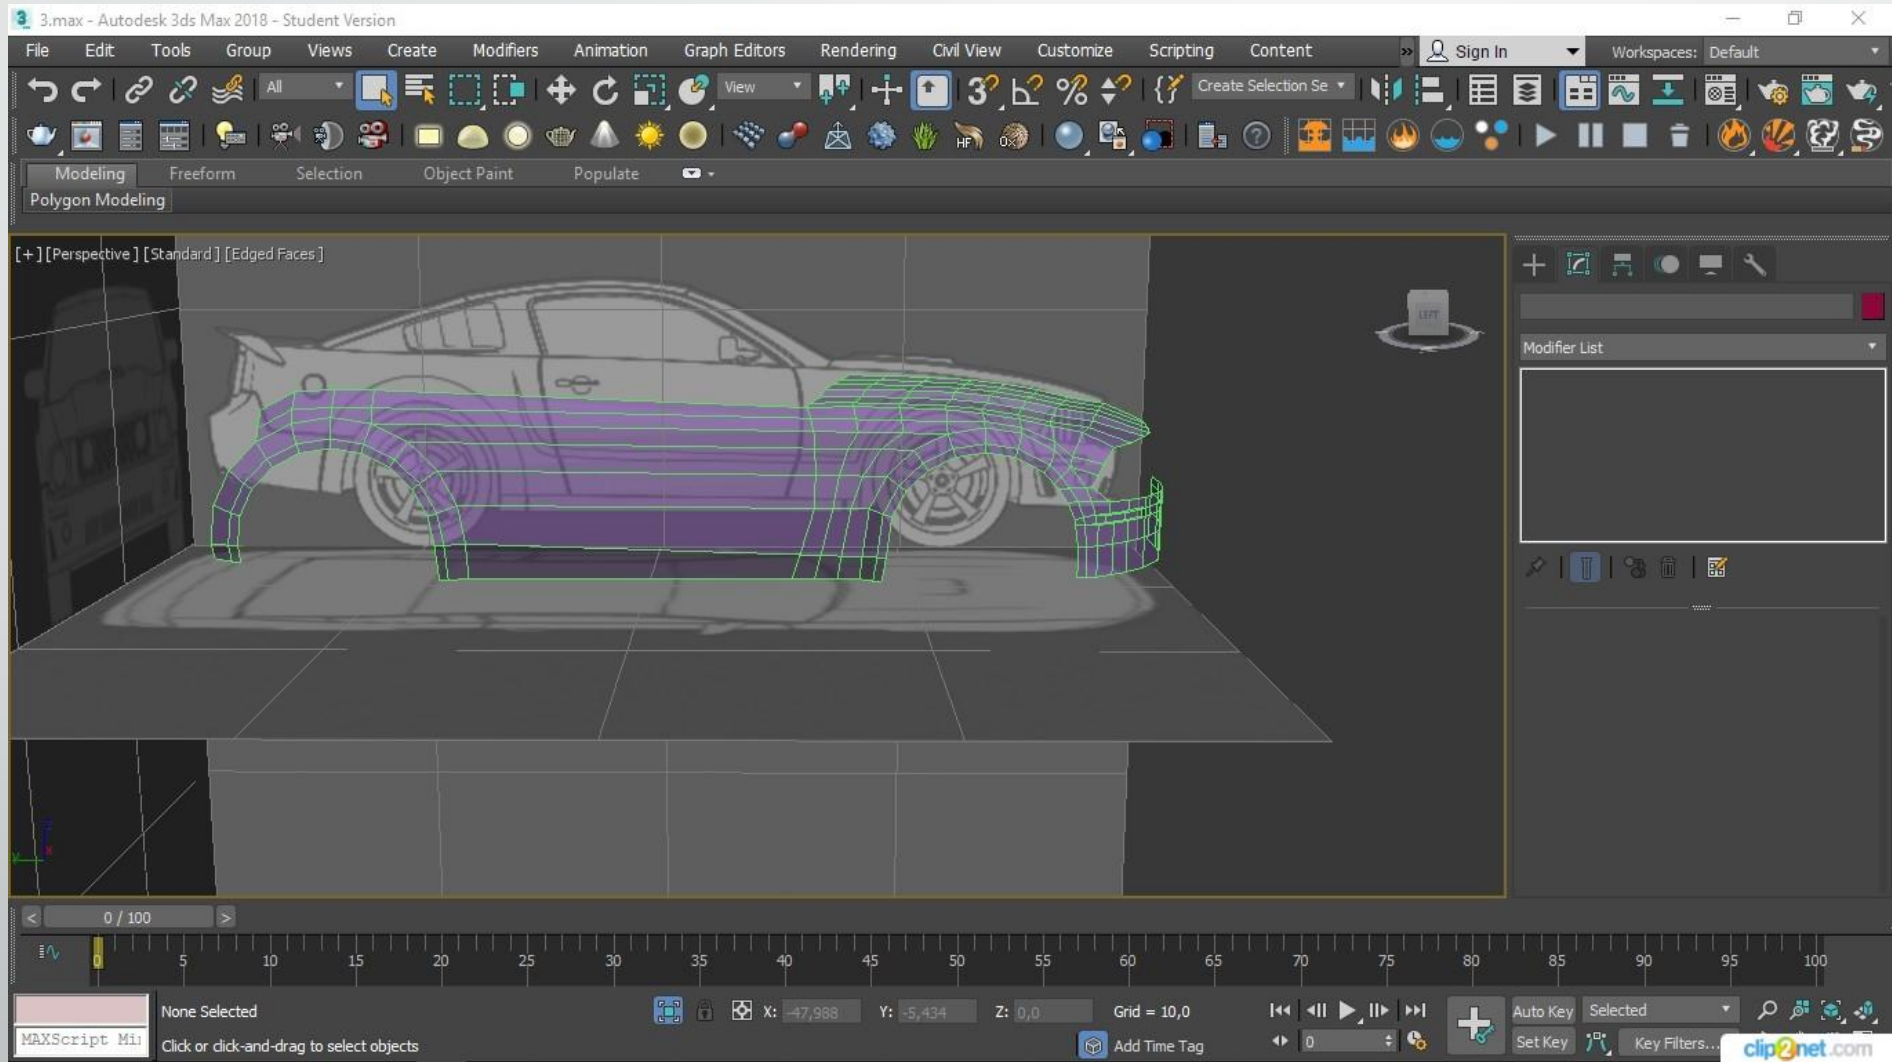 3.max - Autodesk 3ds Max 2018 - Student Version
File Edit Tools Group Views Create Modifiers Animation Graph Editors Rendering Civil View Customize Scripting Content » Sign In Workspaces: Default
All View Create Selection Se
Modeling Freeform Selection Object Paint Populate
Polygon Modeling
[+] [Perspective] [Standard] [Edged Faces]
LEFT
Modifier List
< 0 / 100 >
0 5 10 15 20 25 30 35 40 45 50 55 60 65 70 75 80 85 90 95 100
None Selected X: -47,988 Y: -5,434 Z: 0,0 Grid = 10,0 Auto Key Selected
MAXScript Mi Click or click-and-drag to select objects Add Time Tag 0 Set Key Key Filters...
clip2net.com